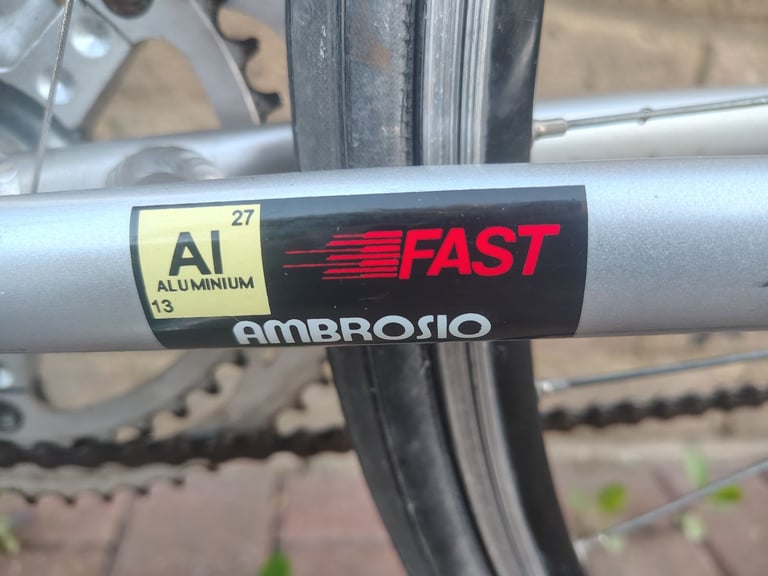 27
Al
ALUMINIUM
13
FAST
AMBROSIO